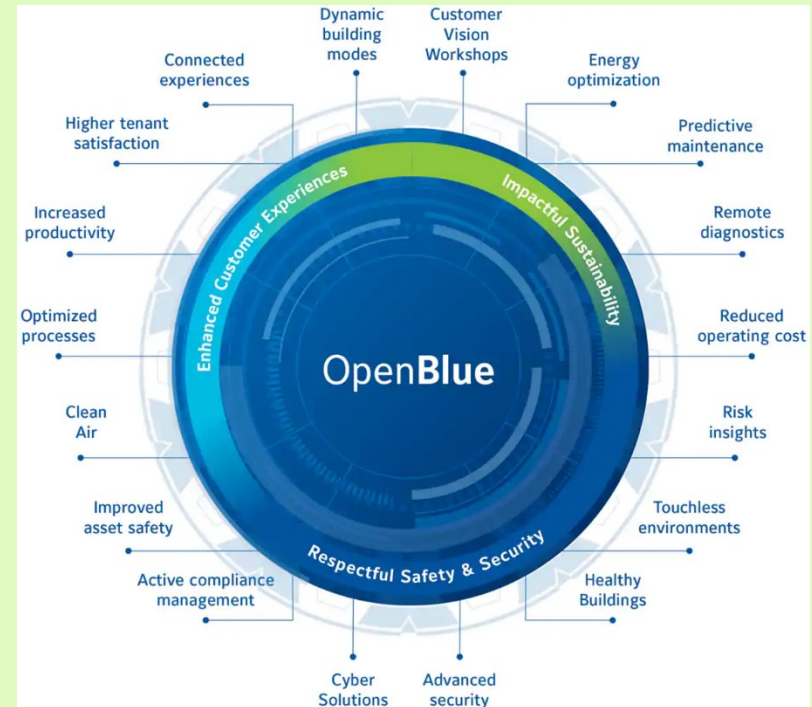 Dynamic
building
modes
Customer
Vision
Workshops
Energy
optimization
Predictive
maintenance
Remote
diagnostics
Reduced
operating cost
Risk
insights
Touchless
environments
Healthy
Buildings
Advanced
security
Cyber
Solutions
Active compliance
management
Improved
asset safety
Clean
Air
Optimized
processes
Increased
productivity
Higher tenant
satisfaction
Connected
experiences
Enhanced Customer Experiences
Impactful Sustainability
Respectful Safety & Security
OpenBlue